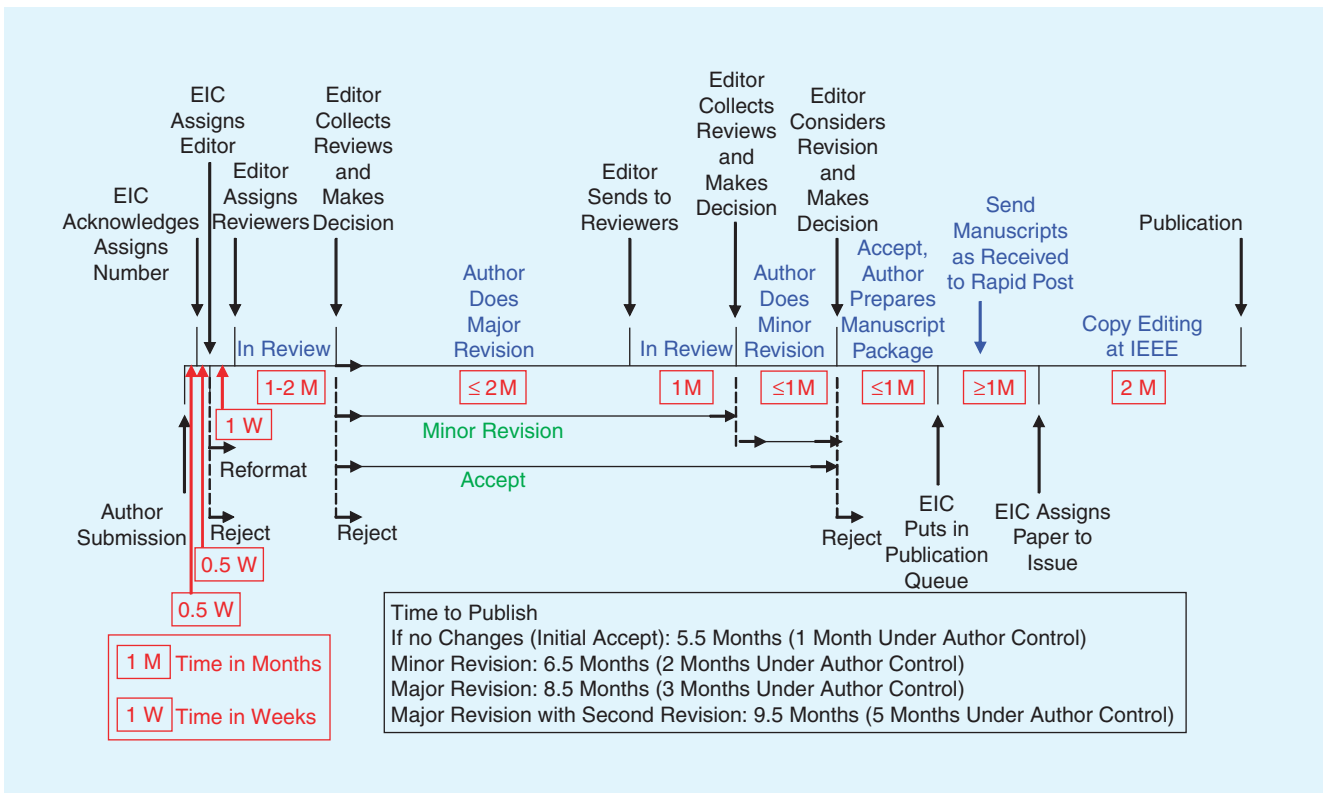 EIC
Assigns
Editor
Editor
Collects
Reviews
and
Makes
Decision
Editor
Collects
Reviews
and
Makes
Decision
Editor
Considers
Revision
and
Makes
Decision
EIC
Acknowledges
Assigns
Number
Editor
Assigns
Reviewers
Editor
Sends to
Reviewers
Send
Manuscripts
as Received
to Rapid Post
Publication
In Review
Author
Does
Major
Revision
In Review
Author
Does
Minor
Revision
Accept,
Author
Prepares
Manuscript
Package
Copy Editing
at IEEE
1-2 M
≤ 2M
1M
≤1M
≤1M
≥1M
2 M
1 W
Minor Revision
Reformat
Accept
Author
Submission
Reject
Reject
Reject
EIC
Puts in
Publication
Queue
EIC Assigns
Paper to
Issue
0.5 W
0.5 W
1 M Time in Months
1 W Time in Weeks
Time to Publish
If no Changes (Initial Accept): 5.5 Months (1 Month Under Author Control)
Minor Revision: 6.5 Months (2 Months Under Author Control)
Major Revision: 8.5 Months (3 Months Under Author Control)
Major Revision with Second Revision: 9.5 Months (5 Months Under Author Control)